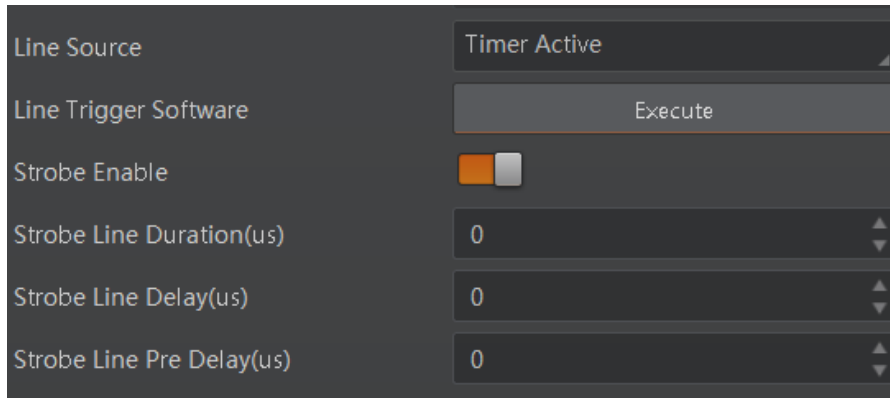 Line Source Timer Active
Line Trigger Software Execute
Strobe Enable
Strobe Line Duration(us) 0
Strobe Line Delay(us) 0
Strobe Line Pre Delay(us) 0